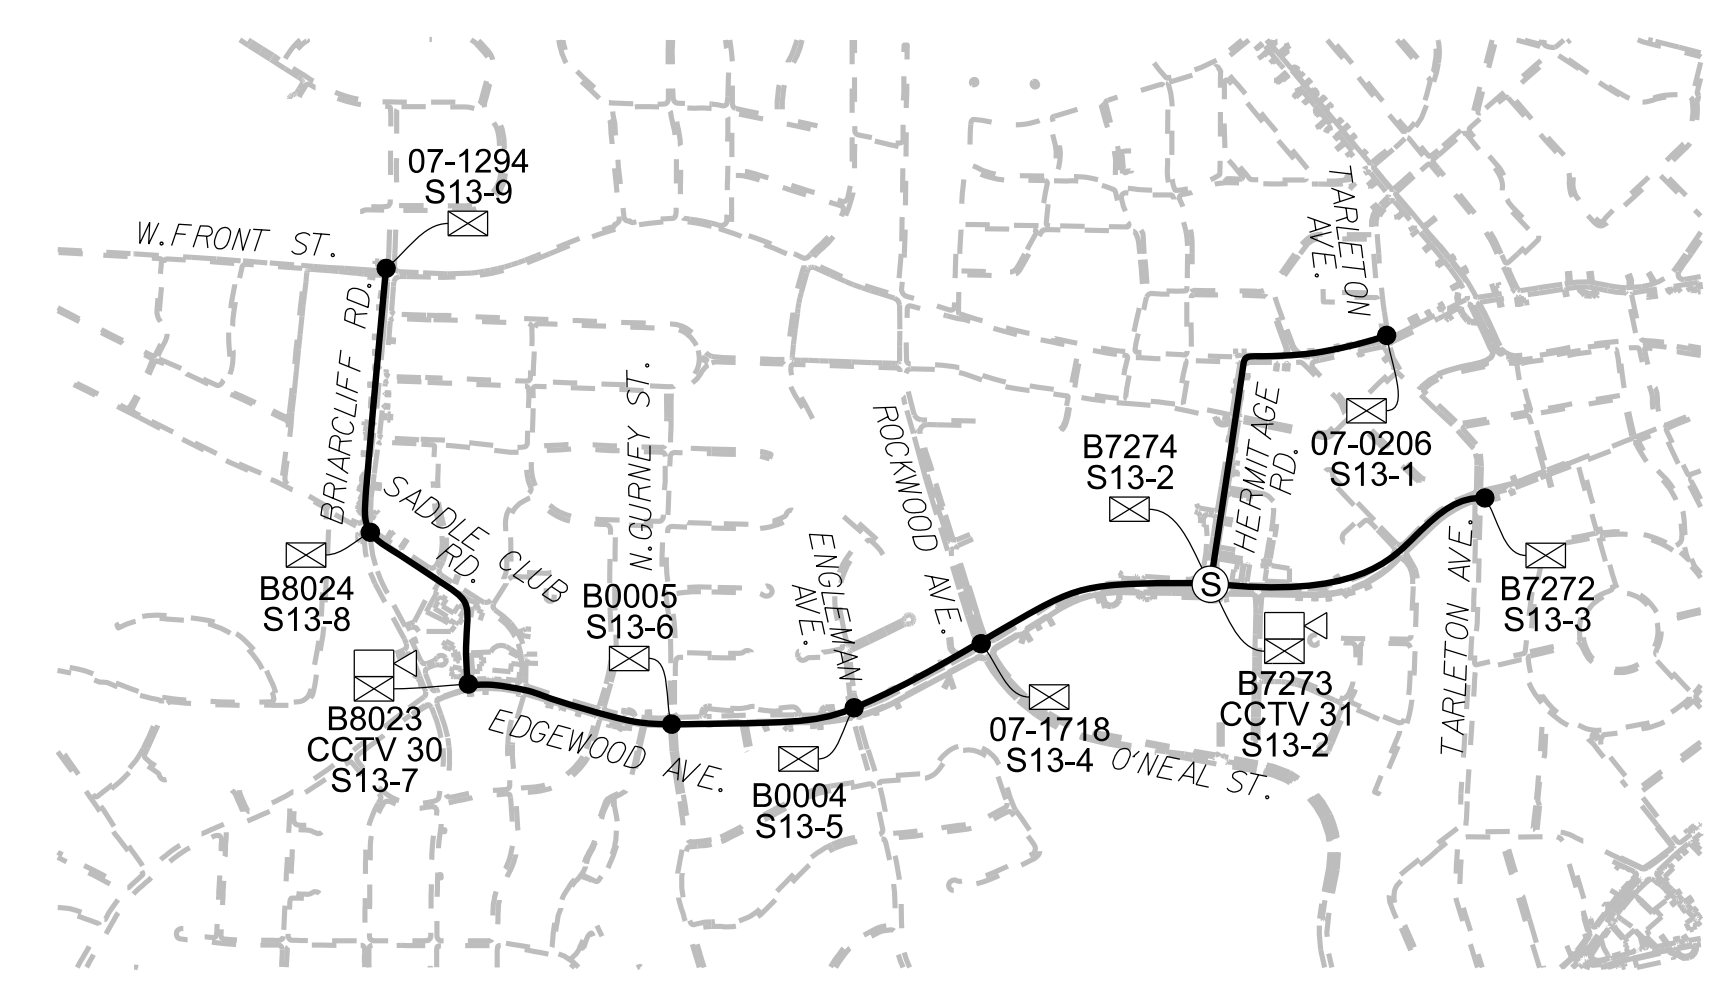 07-1294
S13-9
W.FRONT ST.
TARLETON
AVE.
BRIARCLIFF RD.
N.GURNEY ST.
ROCKWOOD AVE.
HERMITAGE
RD.
07-0206
S13-1
B7274
S13-2
SADDLE CLUB
RD.
ENGLEMAN
AVE.
B8024
S13-8
B0005
S13-6
B7272
S13-3
TARLETON AVE.
B8023
CCTV 30
S13-7
EDGEWOOD AVE.
B0004
S13-5
07-1718
S13-4
S
B7273
CCTV 31
S13-2
O'NEAL ST.